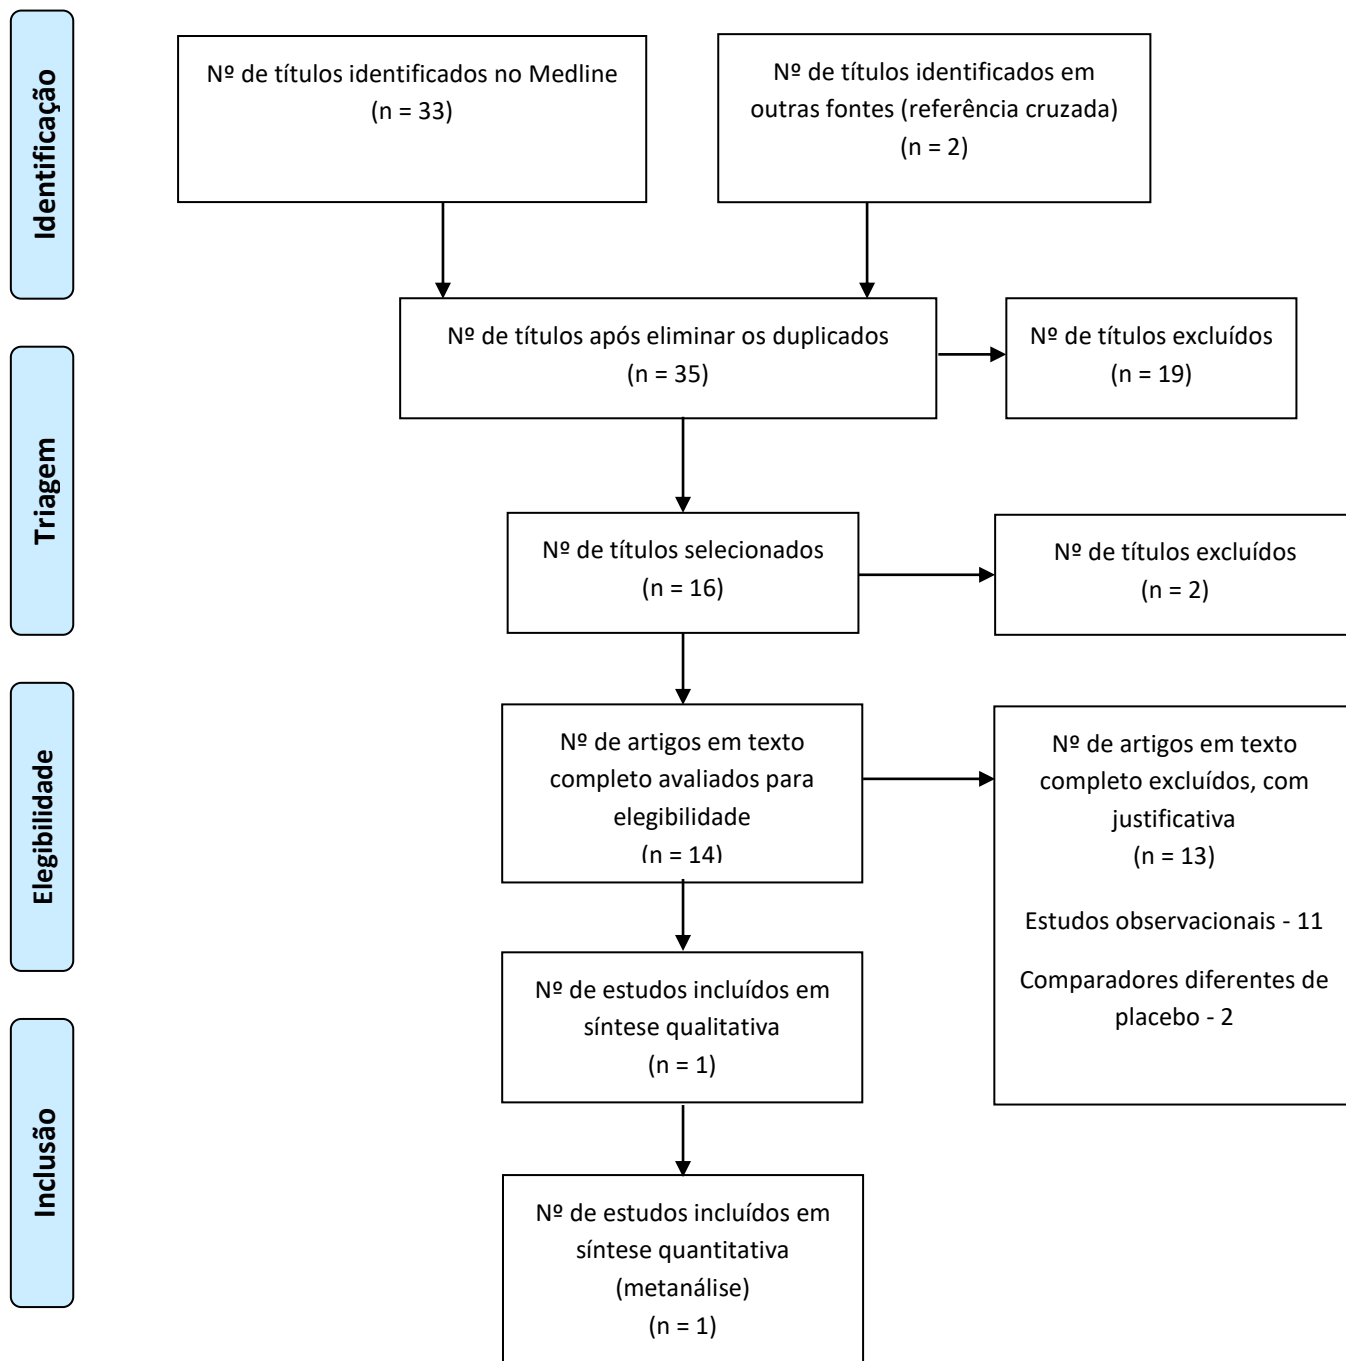 Identificação
Nº de títulos identificados no Medline
(n = 33)
Nº de títulos identificados em
outras fontes (referência cruzada)
(n = 2)
Nº de títulos após eliminar os duplicados
(n = 35)
Nº de títulos excluídos
(n = 19)
Triagem
Nº de títulos selecionados
(n = 16)
Nº de títulos excluídos
(n = 2)
Elegibilidade
Nº de artigos em texto
completo avaliados para
elegibilidade
(n = 14)
Nº de artigos em texto
completo excluídos, com
justificativa
(n = 13)
Estudos observacionais - 11
Comparadores diferentes de
placebo - 2
Nº de estudos incluídos em
síntese qualitativa
(n = 1)
Inclusão
Nº de estudos incluídos em
síntese quantitativa
(metanálise)
(n = 1)